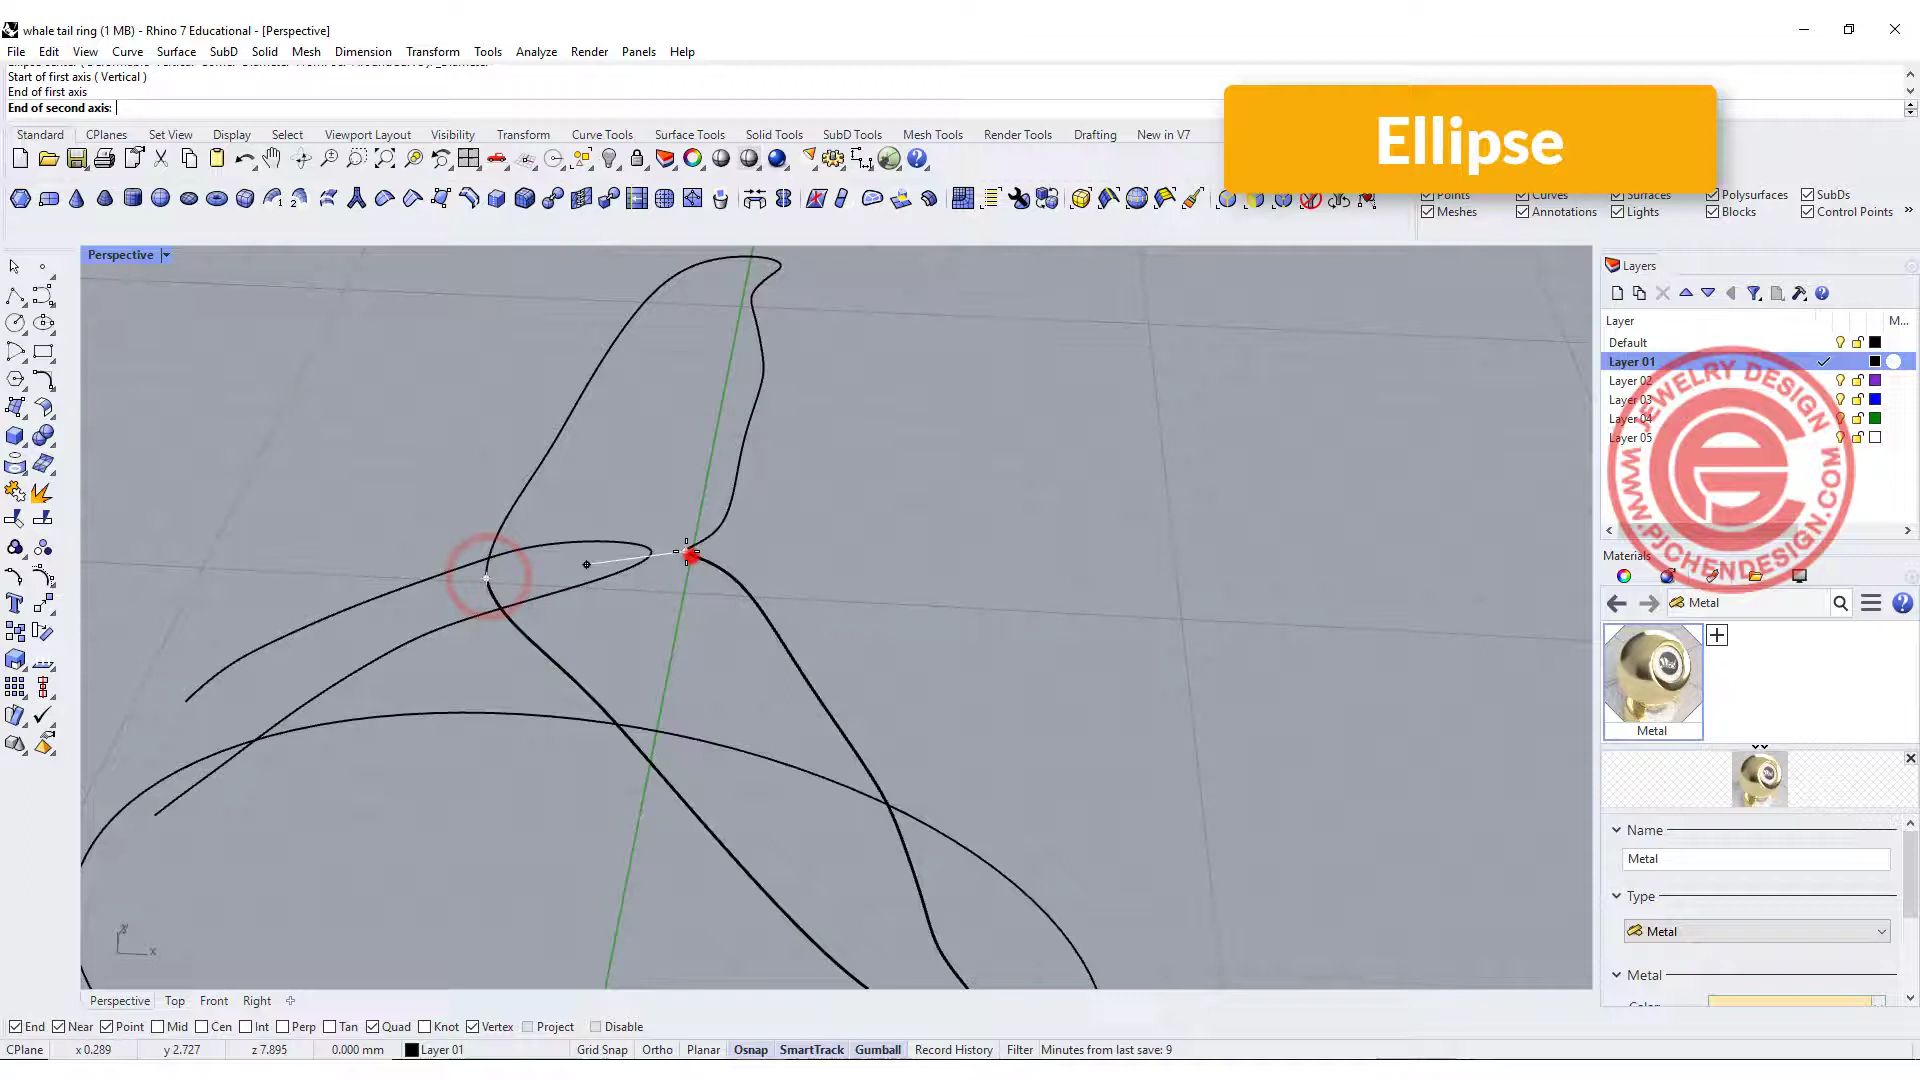 whale tail ring (1 MB) - Rhino 7 Educational - [Perspective]
File Edit View Curve Surface SubD Solid Mesh Dimension Transform Tools Analyze Render Panels Help
Start of first axis ( Vertical )
End of first axis
End of second axis:
Ellipse
Standard CPlanes Set View Display Select Viewport Layout Visibility Transform Curve Tools Surface Tools Solid Tools SubD Tools Mesh Tools Render Tools Drafting New in V7
Points Curves Surfaces Polysurfaces SubDs
Meshes Annotations Lights Blocks Control Points »
Perspective
Layers
Layer M...
Default
Layer 01
Layer 02
Layer 03
Layer 04
Layer 05
JEWELRY DESIGN
WWW.PJCHENDESIGN.COM
Materials
Metal
Metal
Name
Metal
Type
Metal
Metal
Color
x
Perspective Top Front Right
End Near Point Mid Cen Int Perp Tan Quad Knot Vertex Project Disable
CPlane x 0.289 y 2.727 z 7.895 0.000 mm Layer 01 Grid Snap Ortho Planar Osnap SmartTrack Gumball Record History Filter Minutes from last save: 9